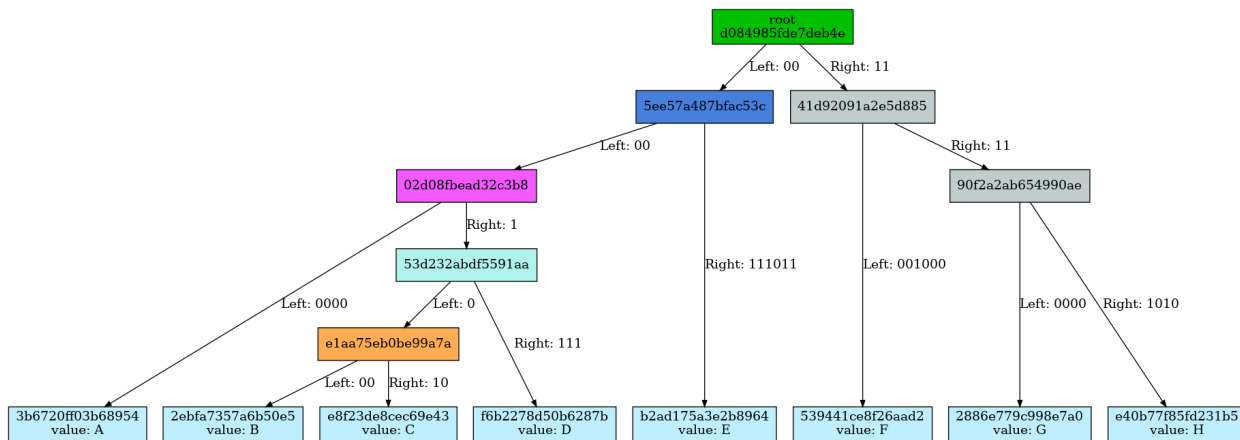 root
d084985fde7deb4e
Left: 00
Right: 11
5ee57a487bfac53c
41d92091a2e5d885
Left: 00
Right: 11
02d08fbead32c3b8
90f2a2ab654990ae
Right: 1
53d232abdf5591aa
Right: 111011
Left: 001000
Left: 0000
Left: 0
Left: 0000
Right: 1010
e1aa75eb0be99a7a
Right: 111
Left: 00
Right: 10
3b6720ff03b68954
value: A
2ebfa7357a6b50e5
value: B
e8f23de8cec69e43
value: C
f6b2278d50b6287b
value: D
b2ad175a3e2b8964
value: E
539441ce8f26aad2
value: F
2886e779c998e7a0
value: G
e40b77f85fd231b5
value: H